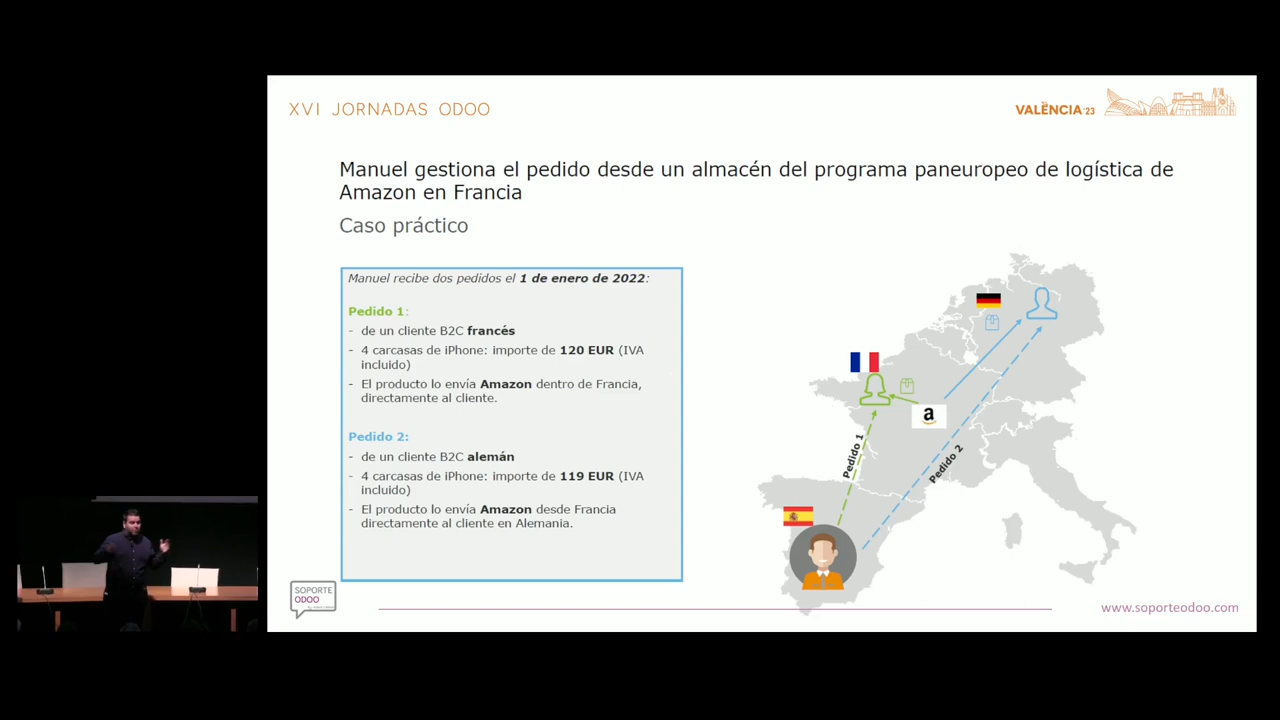 XVI JORNADAS ODOO
VALÈNCIA '23
Manuel gestiona el pedido desde un almacén del programa paneuropeo de logística de
Amazon en Francia
Caso práctico
Manuel recibe dos pedidos el 1 de enero de 2022:
Pedido 1:
- de un cliente B2C francés
- 4 carcasas de iPhone: importe de 120 EUR (IVA
incluido)
- El producto lo envía Amazon dentro de Francia,
directamente al cliente.
Pedido 2:
- de un cliente B2C alemán
- 4 carcasas de iPhone: importe de 119 EUR (IVA
incluido)
- El producto lo envía Amazon desde Francia
directamente al cliente en Alemania.
a
Pedido 1
Pedido 2
SOPORTE
ODOO
www.soporteodoo.com